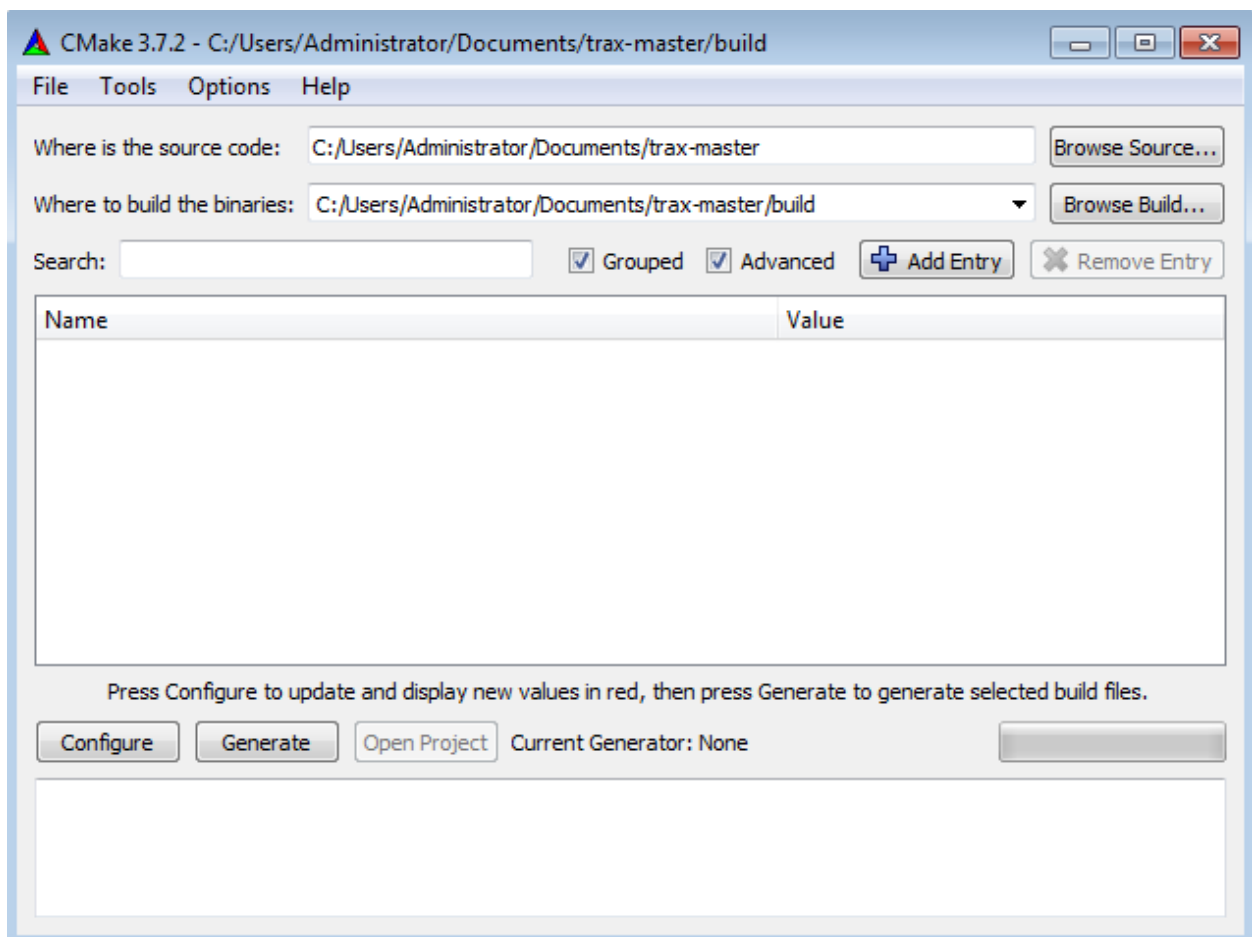 CMake 3.7.2 - C:/Users/Administrator/Documents/trax-master/build
File Tools Options Help
Where is the source code: C:/Users/Administrator/Documents/trax-master Browse Source...
Where to build the binaries: C:/Users/Administrator/Documents/trax-master/build Browse Build...
Search: Grouped Advanced Add Entry Remove Entry
Name Value
Press Configure to update and display new values in red, then press Generate to generate selected build files.
Configure Generate Open Project Current Generator: None